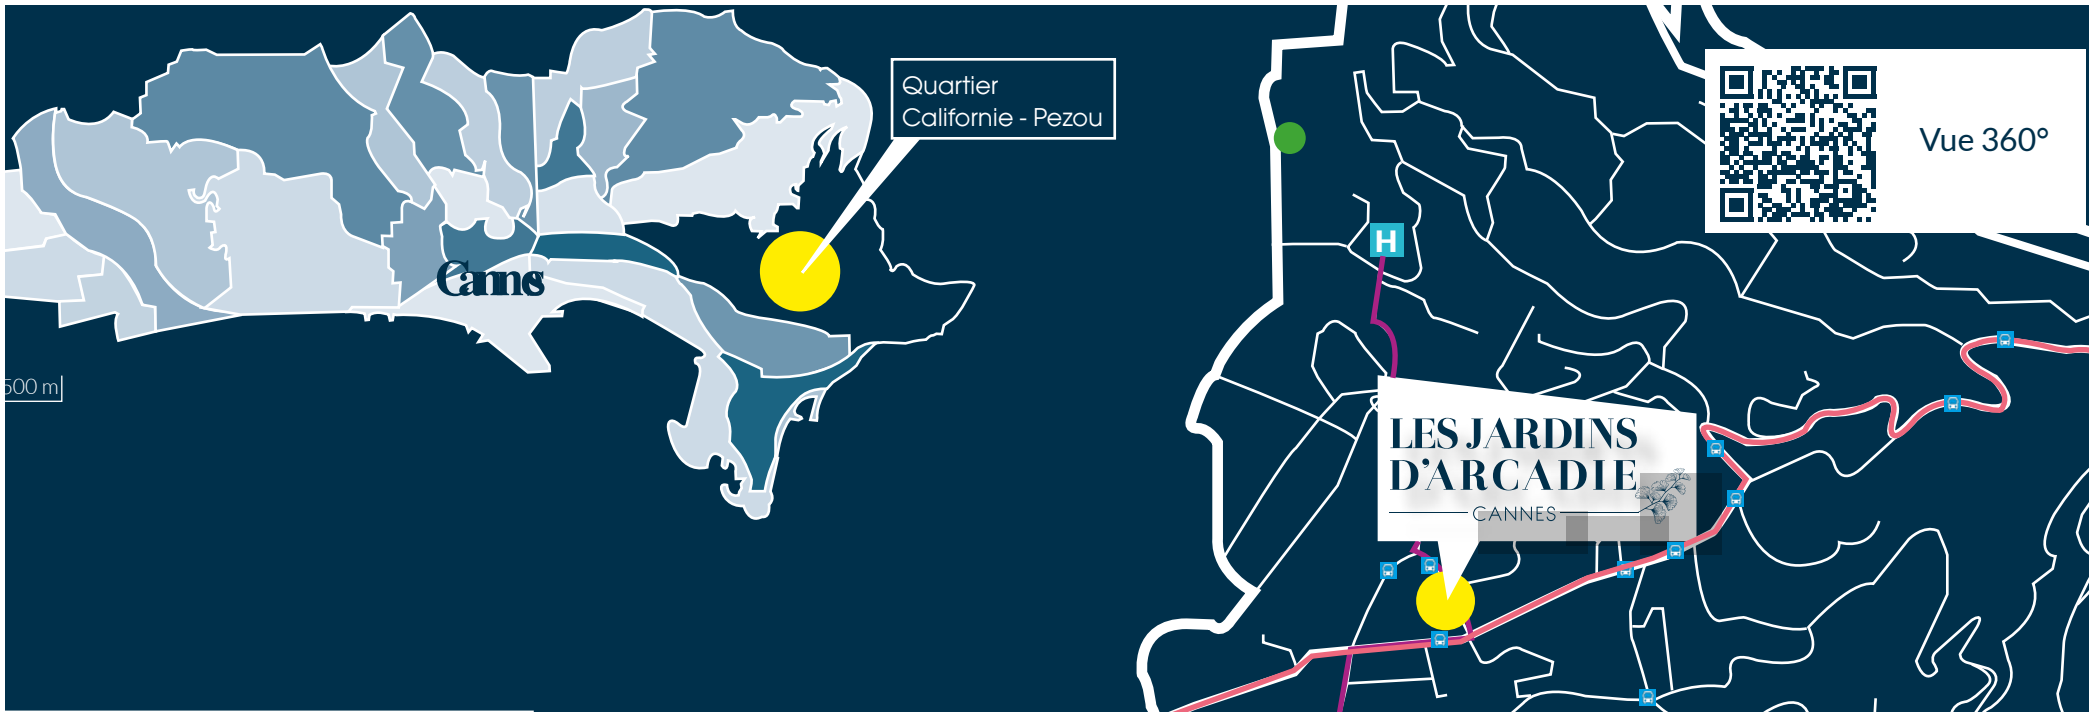 Quartier
Californie - Pezou
Cannes
500 m
Vue 360°
H
LES JARDINS
D’ARCADIE
CANNES